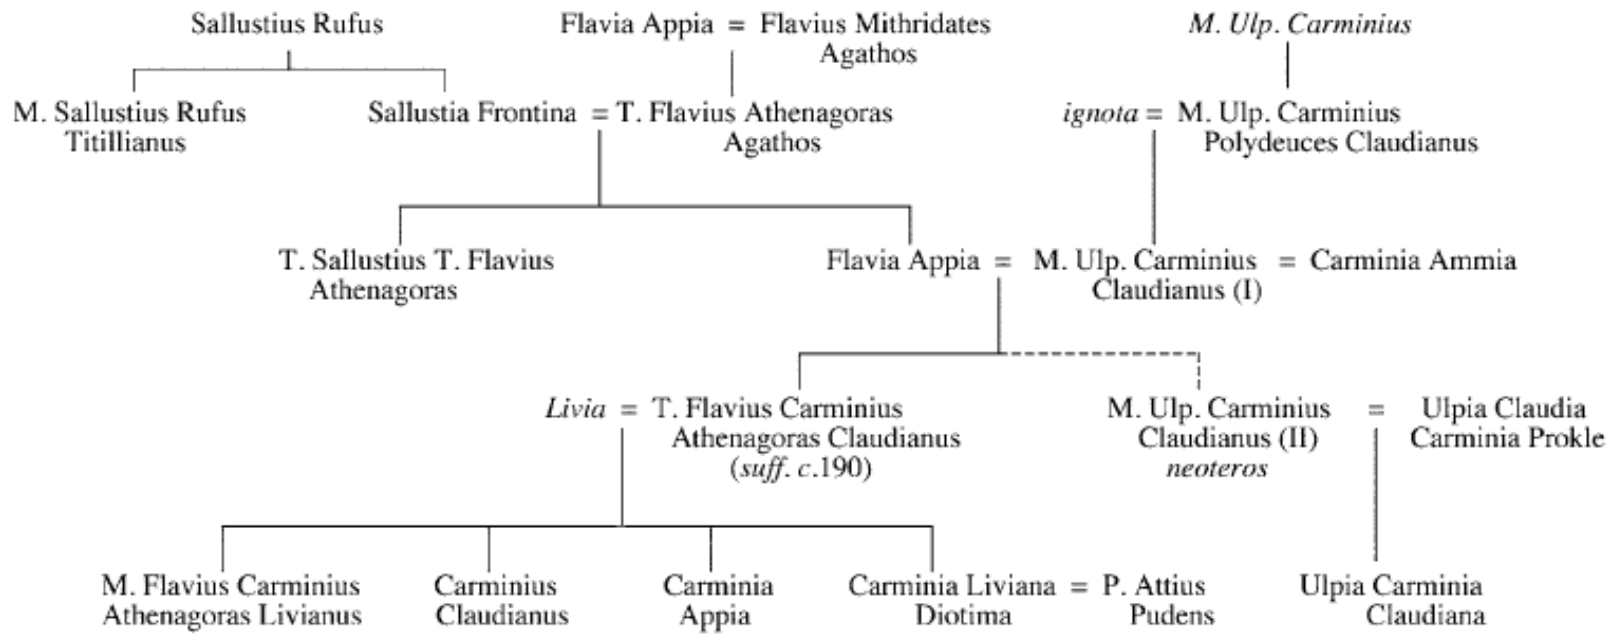 Sallustius Rufus
Flavia Appia = Flavius Mithridates
Agathos
M. Ulp. Carminius
M. Sallustius Rufus
Titillianus
Sallustia Frontina = T. Flavius Athenagoras
Agathos
ignota = M. Ulp. Carminius
Polydeuces Claudianus
T. Sallustius T. Flavius
Athenagoras
Flavia Appia = M. Ulp. Carminius = Carminia Ammia
Claudianus (I)
Livia = T. Flavius Carminius
Athenagoras Claudianus
(suff. c.190)
M. Ulp. Carminius = Ulpia Claudia
Claudianus (II) Carminia Prokle
neoteros
M. Flavius Carminius
Athenagoras Livianus
Carminius
Claudianus
Carminia
Appia
Carminia Liviana = P. Attius
Diotima Pudens
Ulpia Carminia
Claudiana